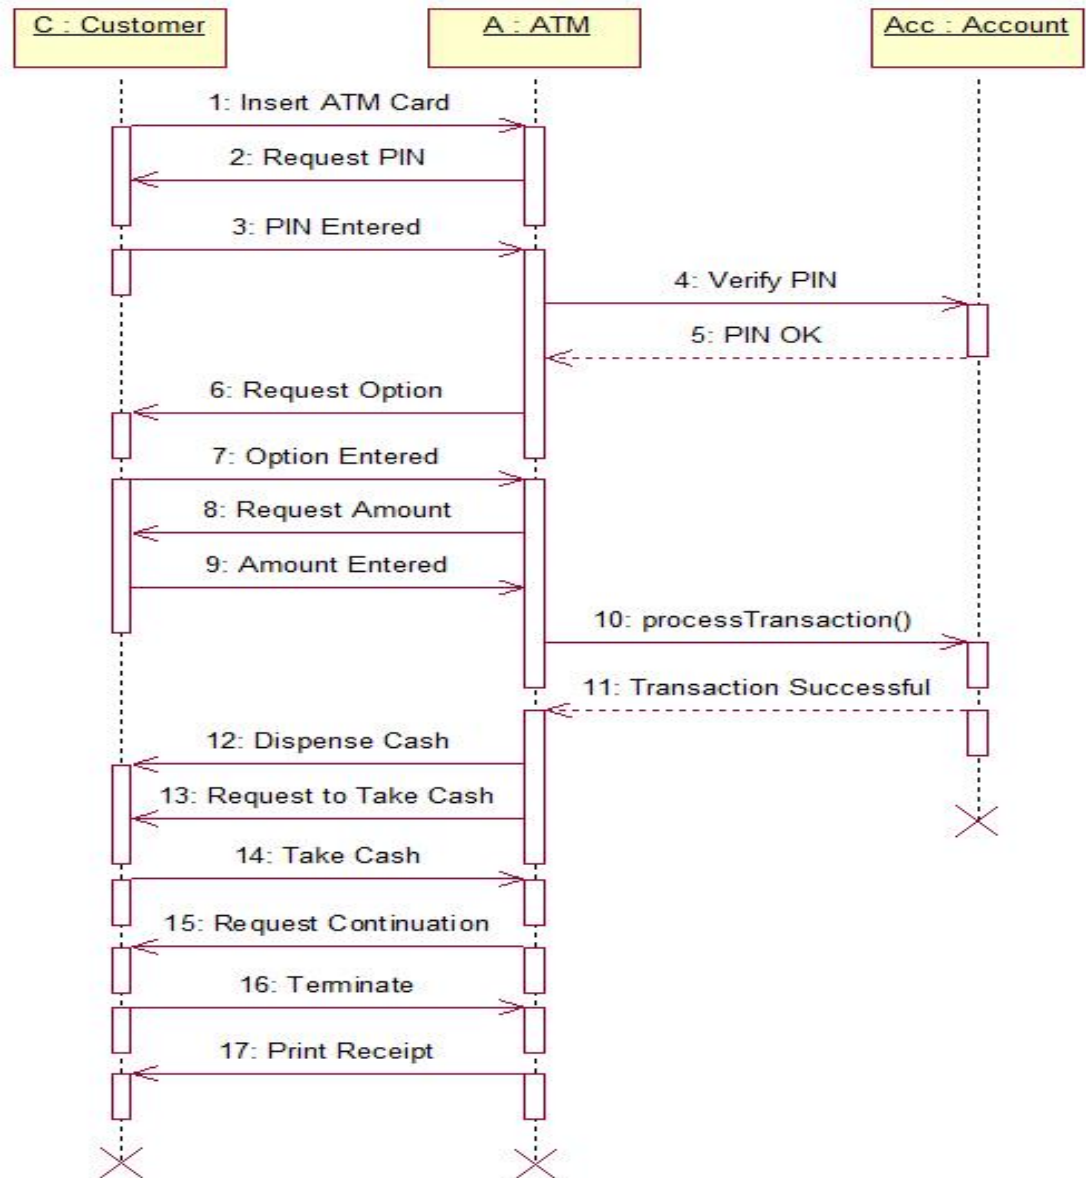 C : Customer
A : ATM
Acc : Account
1: Insert ATM Card
2: Request PIN
3: PIN Entered
4: Verify PIN
5: PIN OK
6: Request Option
7: Option Entered
8: Request Amount
9: Amount Entered
10: processTransaction()
11: Transaction Successful
12: Dispense Cash
13: Request to Take Cash
14: Take Cash
15: Request Continuation
16: Terminate
17: Print Receipt